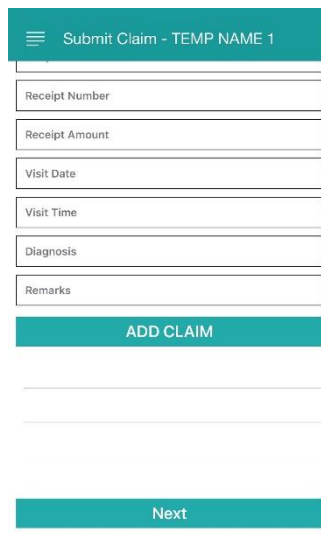 Submit Claim - TEMP NAME 1
Receipt Number
Receipt Amount
Visit Date
Visit Time
Diagnosis
Remarks
ADD CLAIM
Next